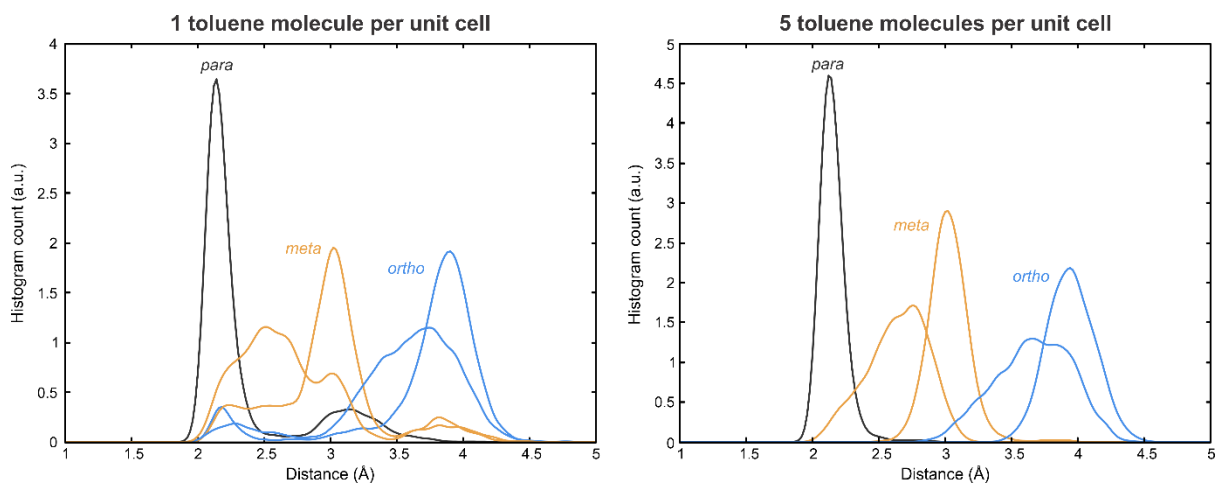 1 toluene molecule per unit cell
4
3.5
3
2.5
2
1.5
1
0.5
0
Histogram count (a.u.)
para
meta
ortho
1 1.5 2 2.5 3 3.5 4 4.5 5
Distance (Å)
5 toluene molecules per unit cell
5
4.5
4
3.5
3
2.5
2
1.5
1
0.5
0
Histogram count (a.u.)
para
meta
ortho
1 1.5 2 2.5 3 3.5 4 4.5 5
Distance (Å)